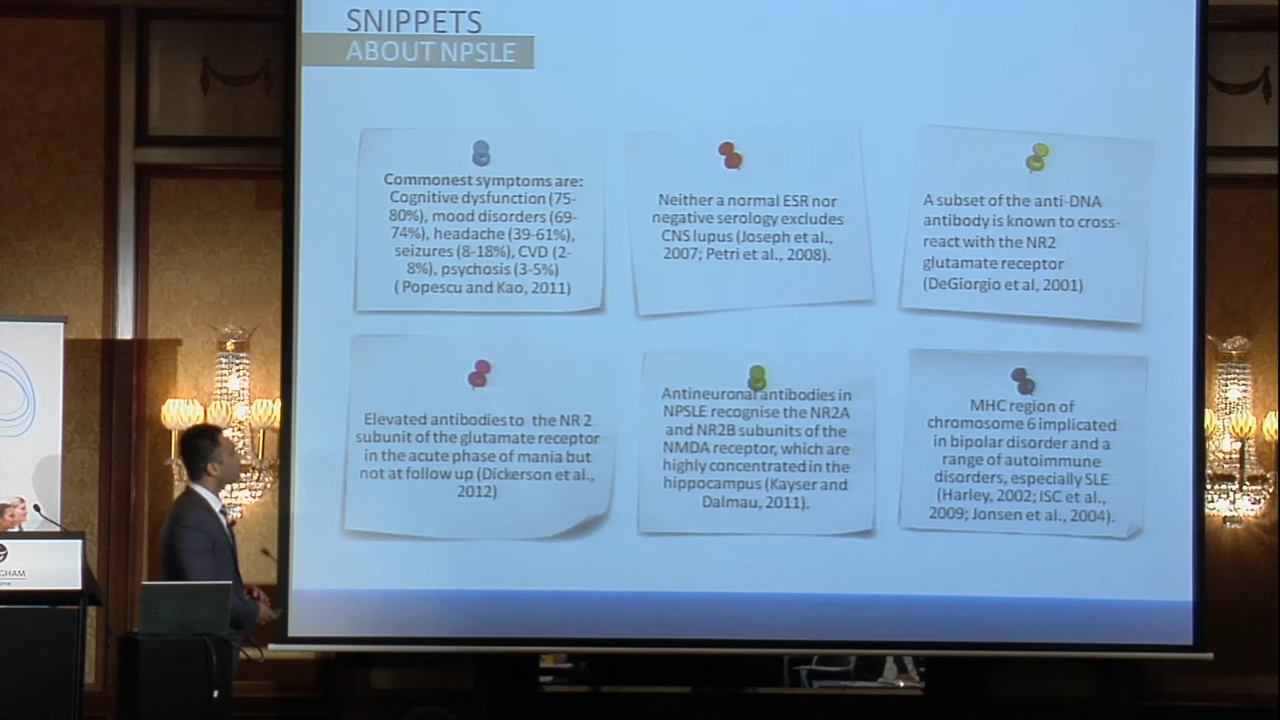 SNIPPETS
ABOUT NPSLE
Commonest symptoms are:
Cognitive dysfunction (75-
80%), mood disorders (69-
74%), headache (39-61%),
seizures (8-18%), CVD (2-
8%), psychosis (3-5%)
( Popescu and Kao, 2011)
Neither a normal ESR nor
negative serology excludes
CNS lupus (Joseph et al.,
2007; Petri et al., 2008).
A subset of the anti-DNA
antibody is known to cross-
react with the NR2
glutamate receptor
(DeGiorgio et al, 2001)
Elevated antibodies to the NR 2
subunit of the glutamate receptor
in the acute phase of mania but
not at follow up (Dickerson et al.,
2012)
Antineuronal antibodies in
NPSLE recognise the NR2A
and NR2B subunits of the
NMDA receptor, which are
highly concentrated in the
hippocampus (Kayser and
Dalmau, 2011).
MHC region of
chromosome 6 implicated
in bipolar disorder and a
range of autoimmune
disorders, especially SLE
(Harley, 2002; ISC et al.,
2009; Jonsen et al., 2004).
GHAM